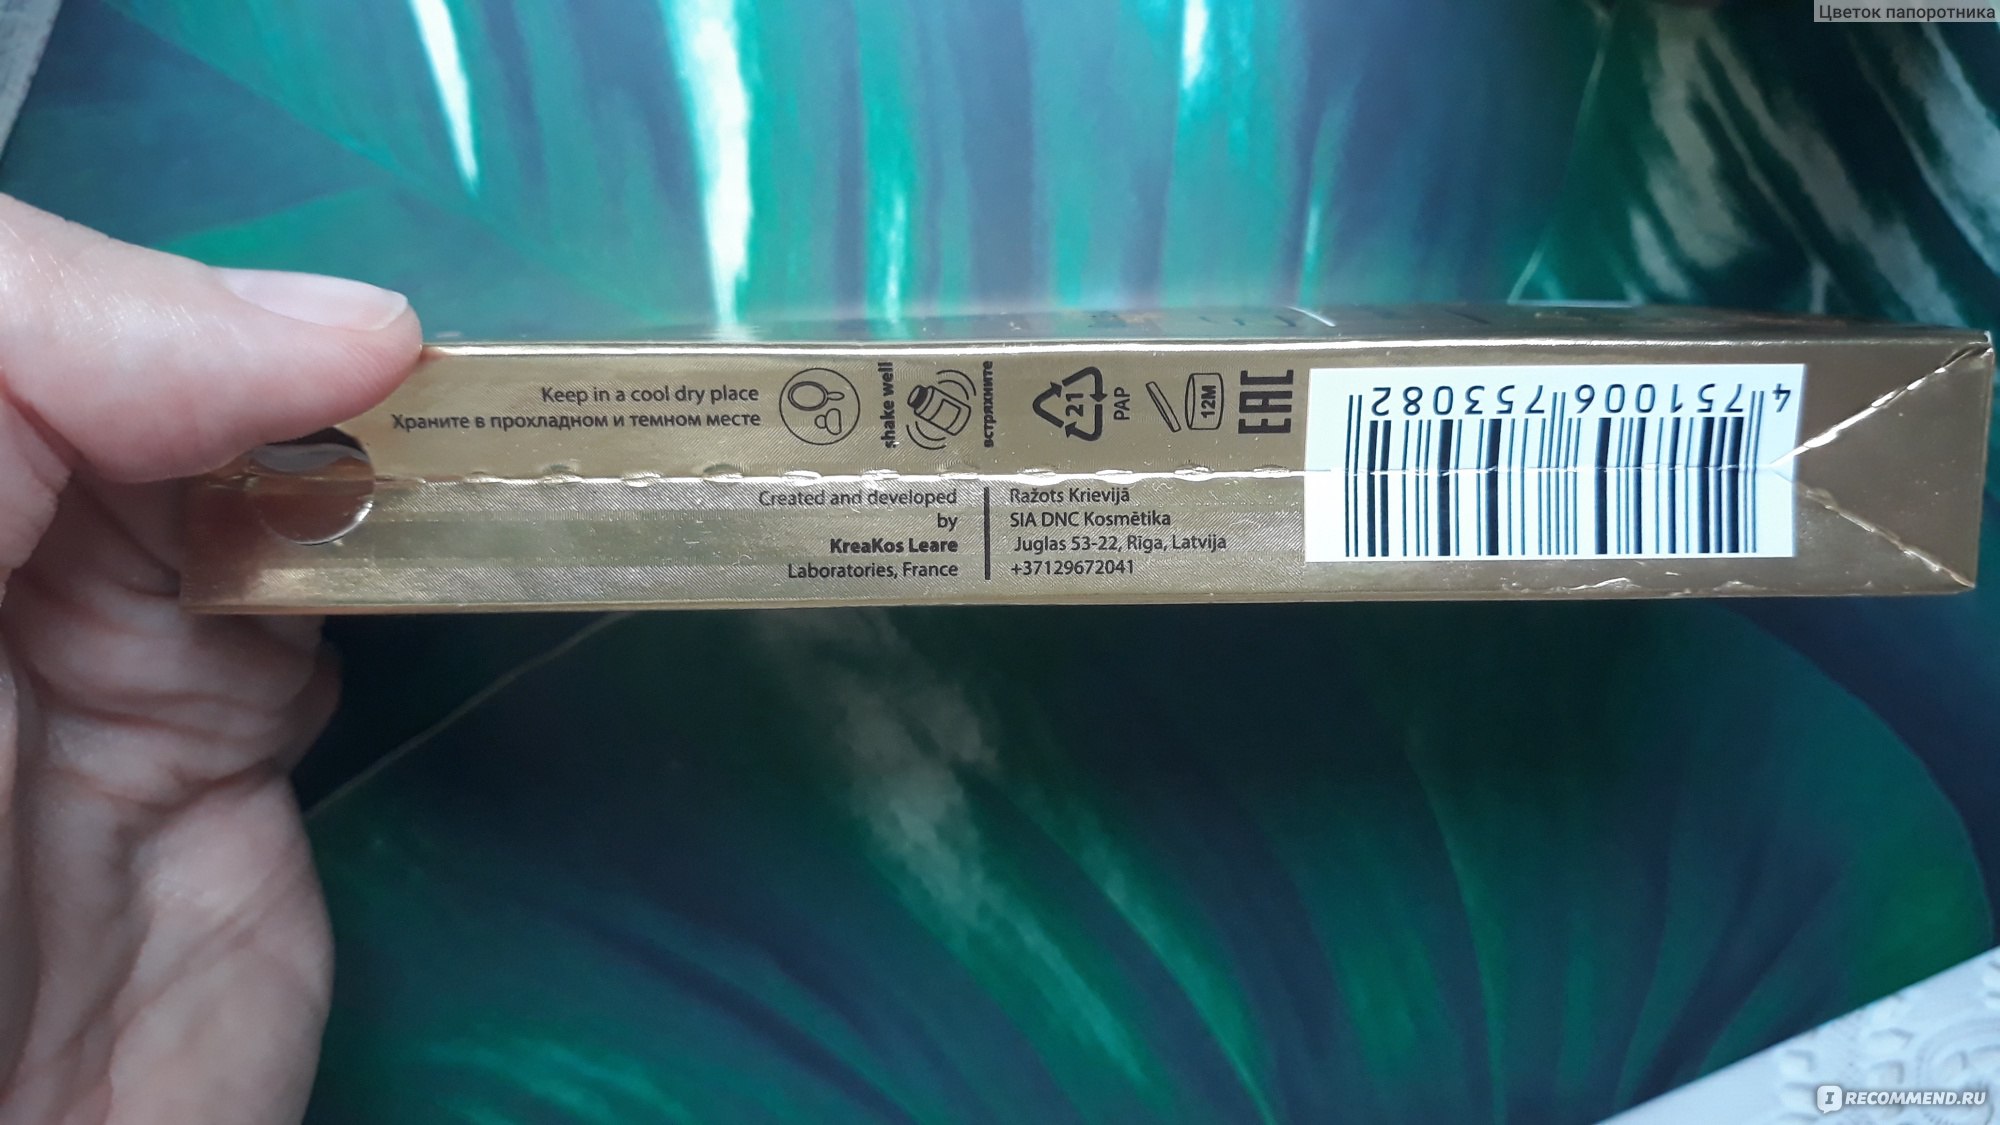 Цветок папоротника
Keep in a cool dry place
Храните в прохладном и темном месте
shake well
встряхните
21
PAP
12M
EAC
4 751006 753082
Created and developed
by
KreaKos Leare
Laboratories, France
Ražots Krievijā
SIA DNC Kosmētika
Juglas 53-22, Rīga, Latvija
+37129672041
IRECOMMEND.RU